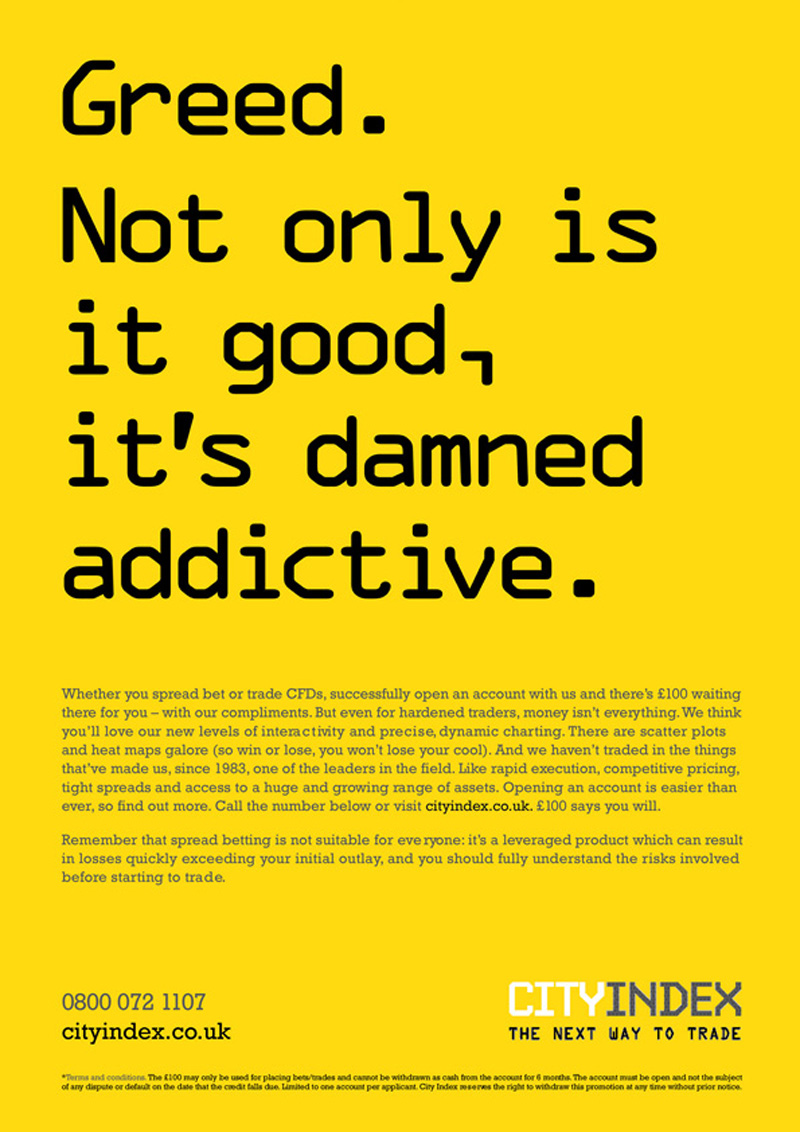 Greed.
Not only is
it good,
it's damned
addictive.
Whether you spread bet or trade CFDs, successfully open an account with us and there's £100 waiting
there for you – with our compliments. But even for hardened traders, money isn't everything. We think
you'll love our new levels of interactivity and precise, dynamic charting. There are scatter plots
and heat maps galore (so win or lose, you won't lose your cool). And we haven't traded in the things
that've made us, since 1983, one of the leaders in the field. Like rapid execution, competitive pricing,
tight spreads and access to a huge and growing range of assets. Opening an account is easier than
ever, so find out more. Call the number below or visit cityindex.co.uk. £100 says you will.
Remember that spread betting is not suitable for everyone: it's a leveraged product which can result
in losses quickly exceeding your initial outlay, and you should fully understand the risks involved
before starting to trade.
0800 072 1107
cityindex.co.uk
CITYINDEX
THE NEXT WAY TO TRADE
*Terms and conditions. The £100 may only be used for placing bets/trades and cannot be withdrawn as cash from the account for 6 months. The account must be open and not the subject
of any dispute or default on the date that the credit falls due. Limited to one account per applicant. City Index reserves the right to withdraw this promotion at any time without prior notice.